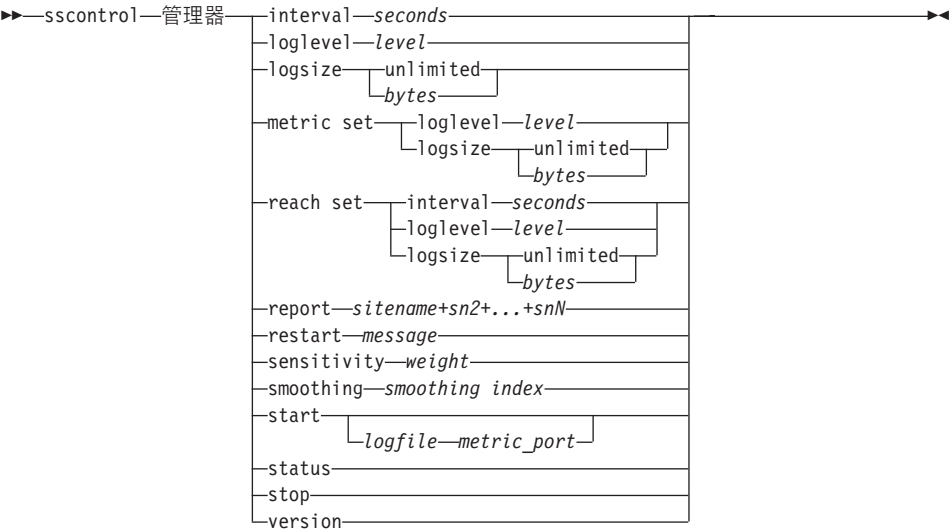 sscontrol 管理器 interval seconds
loglevel level
logsize unlimited
bytes
metric set loglevel level
logsize unlimited
bytes
reach set interval seconds
loglevel level
logsize unlimited
bytes
report sitename+sn2+...+snN
restart message
sensitivity weight
smoothing smoothing index
start
logfile metric_port
status
stop
version